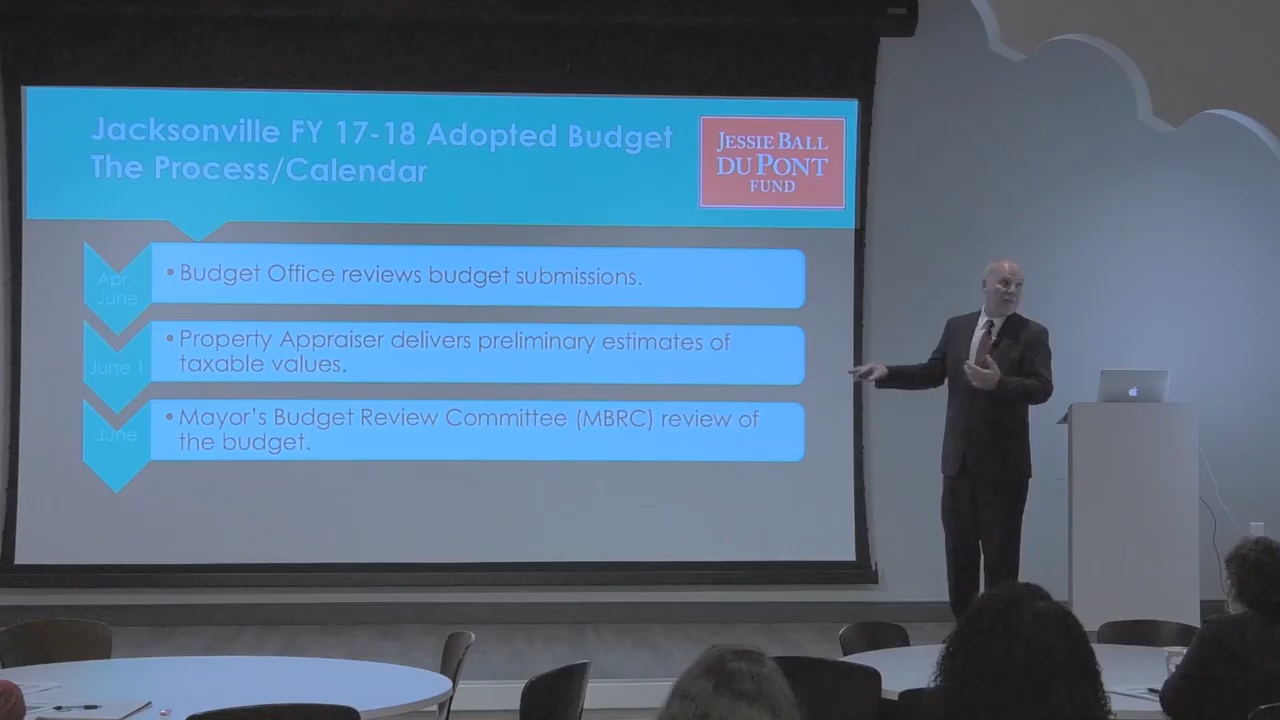 Jacksonville FY 17-18 Adopted Budget
The Process/Calendar
JESSIE BALL
DU PONT
FUND
Apr -
June
• Budget Office reviews budget submissions.
June 1
• Property Appraiser delivers preliminary estimates of
taxable values.
June
• Mayor's Budget Review Committee (MBRC) review of
the budget.